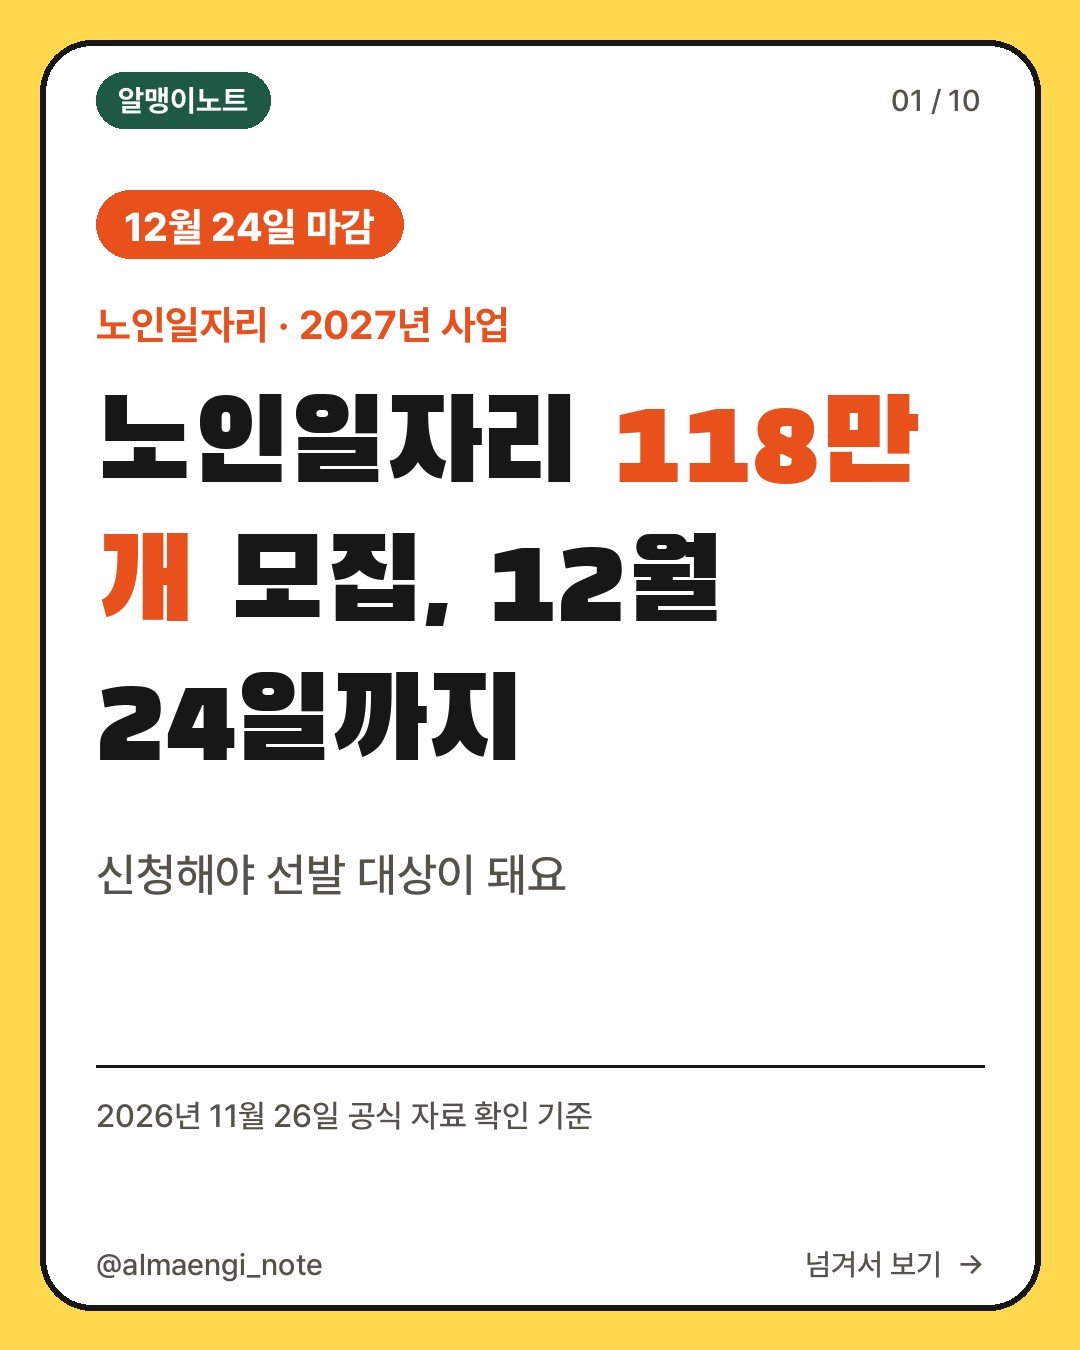 알맹이노트
01 / 10
12월 24일 마감
노인일자리 · 2027년 사업
노인일자리 118만
개 모집, 12월
24일까지
신청해야 선발 대상이 돼요
2026년 11월 26일 공식 자료 확인 기준
@almaengi_note
넘겨서 보기 →